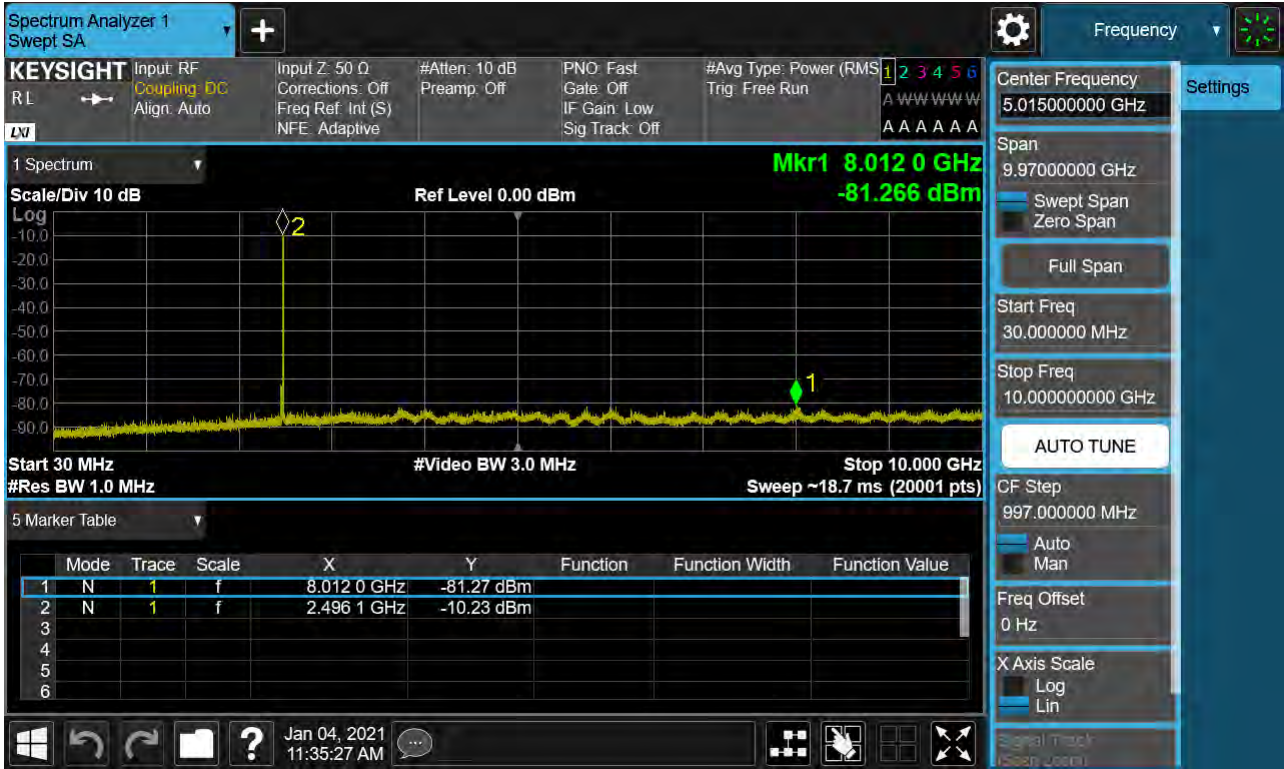 Spectrum Analyzer 1
Swept SA
+
Frequency
KEYSIGHT
R L
LXI
Input: RF
Coupling: DC
Align: Auto
Input Z: 50 Ω
Corrections: Off
Freq Ref: Int (S)
NFE: Adaptive
#Atten: 10 dB
Preamp: Off
PNO: Fast
Gate: Off
IF Gain: Low
Sig Track: Off
#Avg Type: Power (RMS
Trig: Free Run
1 2 3 4 5 6
A W W W W W
A A A A A A
1 Spectrum
Mkr1 8.012 0 GHz
-81.266 dBm
Scale/Div 10 dB
Ref Level 0.00 dBm
Log
-10.0
-20.0
-30.0
-40.0
-50.0
-60.0
-70.0
-80.0
-90.0
2
1
Start 30 MHz
#Video BW 3.0 MHz
Stop 10.000 GHz
#Res BW 1.0 MHz
Sweep ~18.7 ms (20001 pts)
5 Marker Table
Mode Trace Scale X Y Function Function Width Function Value
1 N 1 f 8.012 0 GHz -81.27 dBm
2 N 1 f 2.496 1 GHz -10.23 dBm
3
4
5
6
Jan 04, 2021
11:35:27 AM
?
Center Frequency
5.015000000 GHz
Settings
Span
9.97000000 GHz
Swept Span
Zero Span
Full Span
Start Freq
30.000000 MHz
Stop Freq
10.000000000 GHz
AUTO TUNE
CF Step
997.000000 MHz
Auto
Man
Freq Offset
0 Hz
X Axis Scale
Log
Lin
Signal Track
(Span Zoom)